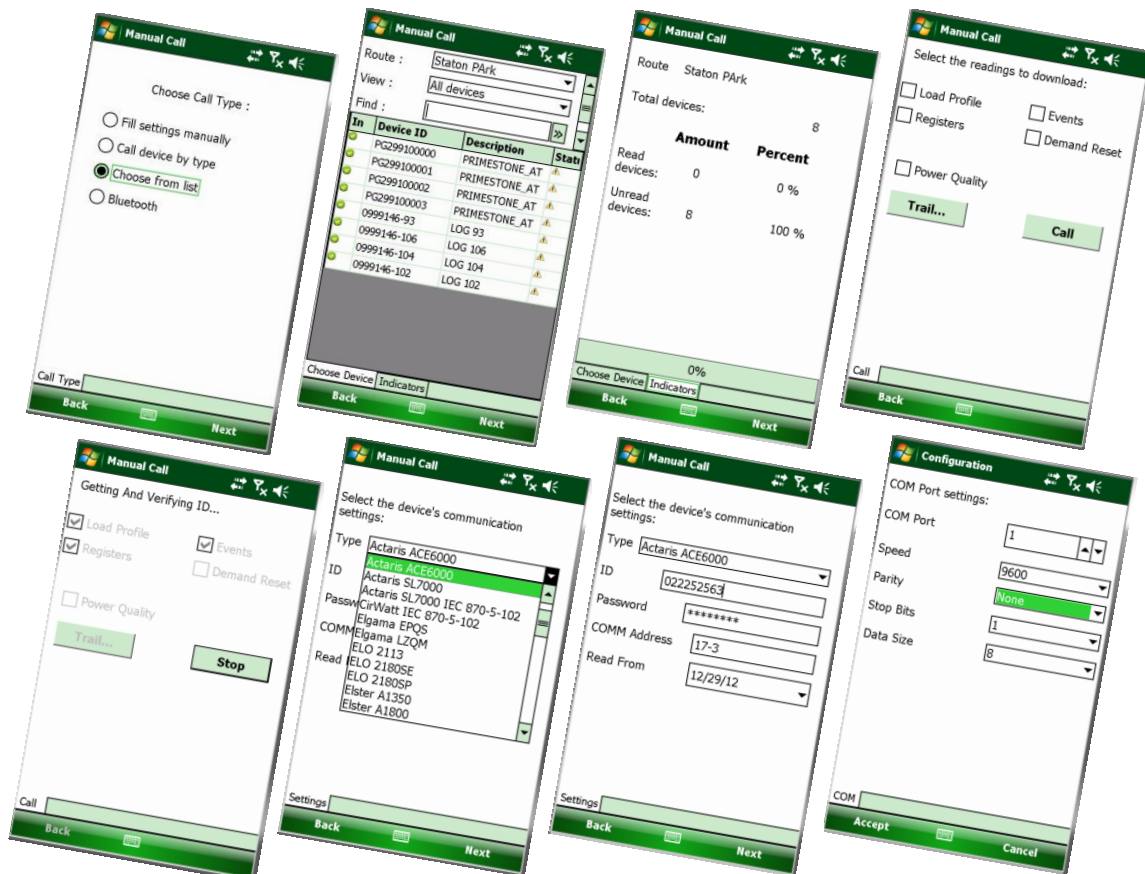 Manual Call
Choose Call Type :
Fill settings manually
Call device by type
Choose from list
Bluetooth
Call Type
Back
Next
Manual Call
Route : Staton PArk
View : All devices
Find : »
In Device ID Description Statu
PG299100000 PRIMESTONE_AT
PG299100001 PRIMESTONE_AT
PG299100002 PRIMESTONE_AT
PG299100003 PRIMESTONE_AT
0999146-93 LOG 93
0999146-106 LOG 106
0999146-104 LOG 104
0999146-102 LOG 102
Choose Device Indicators
Back
Next
Manual Call
Route Staton PArk
Total devices: 8
Amount Percent
Read devices: 0 0 %
Unread devices: 8 100 %
0%
Choose Device Indicators
Back
Next
Manual Call
Select the readings to download:
Load Profile Events
Registers Demand Reset
Power Quality
Trail... Call
Call
Back
Manual Call
Getting And Verifying ID...
Load Profile Events
Registers Demand Reset
Power Quality
Trail... Stop
Call
Back
Manual Call
Select the device's communication
settings:
Type Actaris ACE6000
Actaris ACE6000
Actaris SL7000
ID Actaris SL7000 IEC 870-5-102
CirWatt IEC 870-5-102
Passw Elgama EPQS
Elgama LZQM
COMM ELO 2113
ELO 2180SE
Read ELO 2180SP
Elster A1350
Elster A1800
Settings
Back
Next
Manual Call
Select the device's communication
settings:
Type Actaris ACE6000
ID 022252563
Password ********
COMM Address 17-3
Read From 12/29/12
Settings
Back
Next
Configuration
COM Port settings:
COM Port 1
Speed 9600
Parity None
Stop Bits 1
Data Size 8
COM
Accept
Cancel